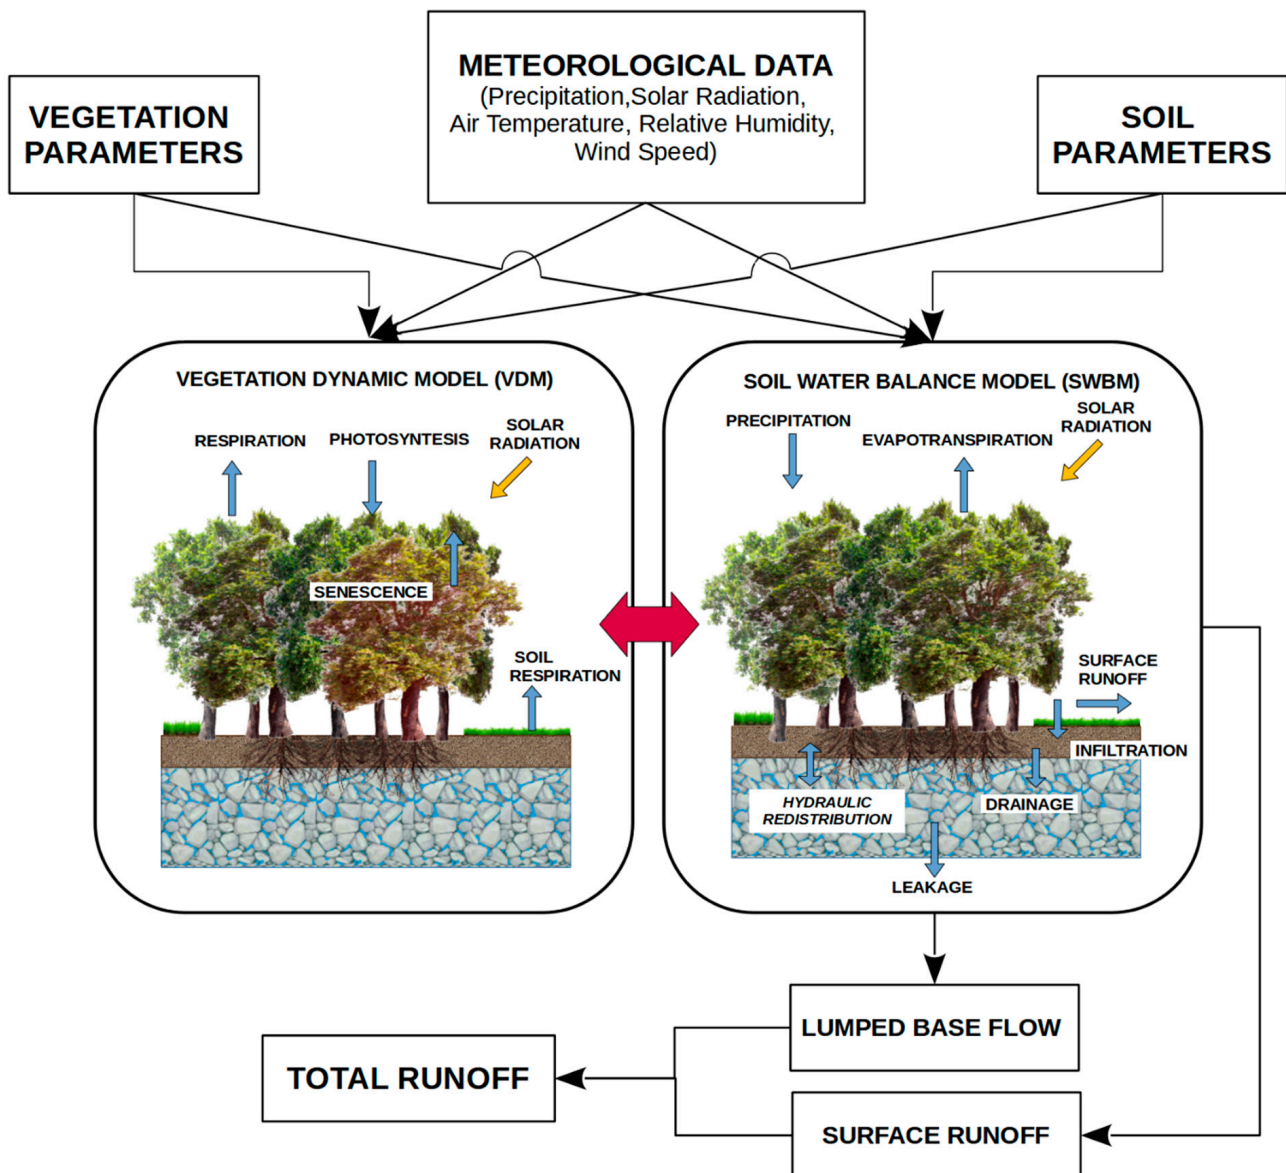 METEOROLOGICAL DATA
(Precipitation,Solar Radiation,
Air Temperature, Relative Humidity,
Wind Speed)
VEGETATION
PARAMETERS
SOIL
PARAMETERS
VEGETATION DYNAMIC MODEL (VDM)
RESPIRATION
PHOTOSYNTESIS
SOLAR
RADIATION
SENESCENCE
SOIL
RESPIRATION
SOIL WATER BALANCE MODEL (SWBM)
PRECIPITATION
EVAPOTRANSPIRATION
SOLAR
RADIATION
SURFACE
RUNOFF
INFILTRATION
HYDRAULIC
REDISTRIBUTION
DRAINAGE
LEAKAGE
LUMPED BASE FLOW
TOTAL RUNOFF
SURFACE RUNOFF